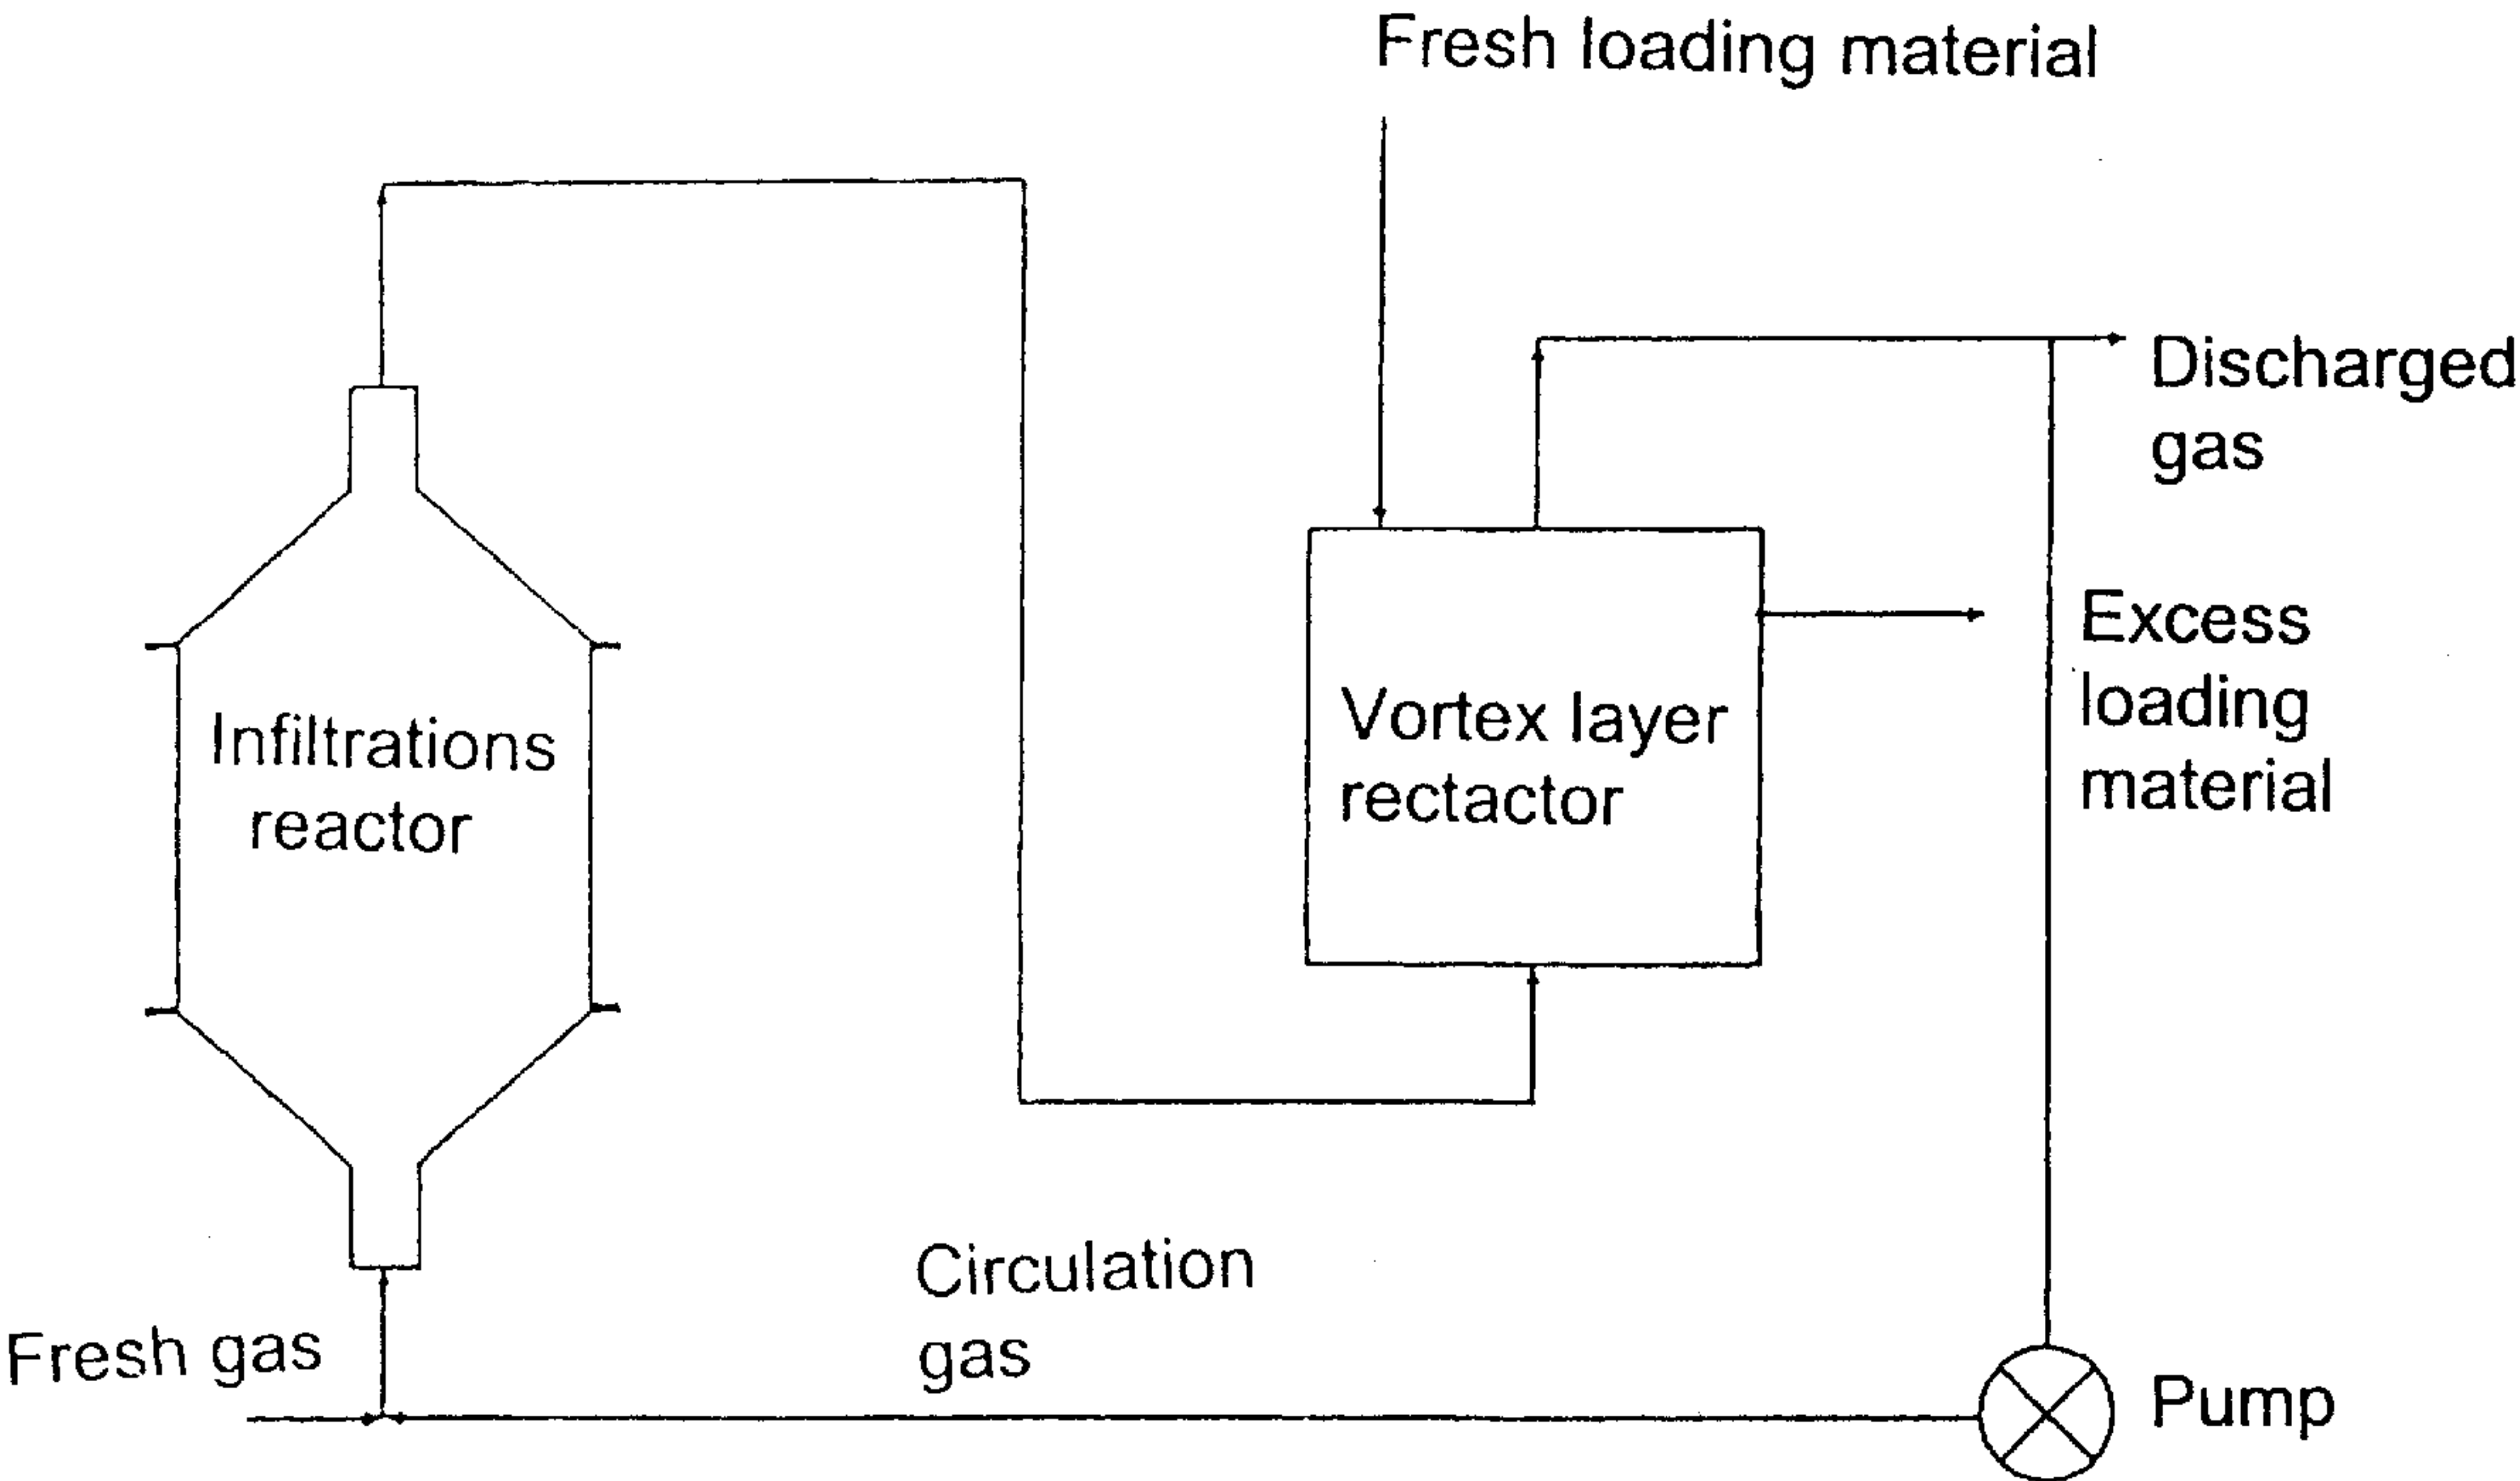 Fresh loading material
Discharged
gas
Excess
loading
material
Vortex layer
rectactor
Infiltrations
reactor
Circulation
gas
Fresh gas
Pump